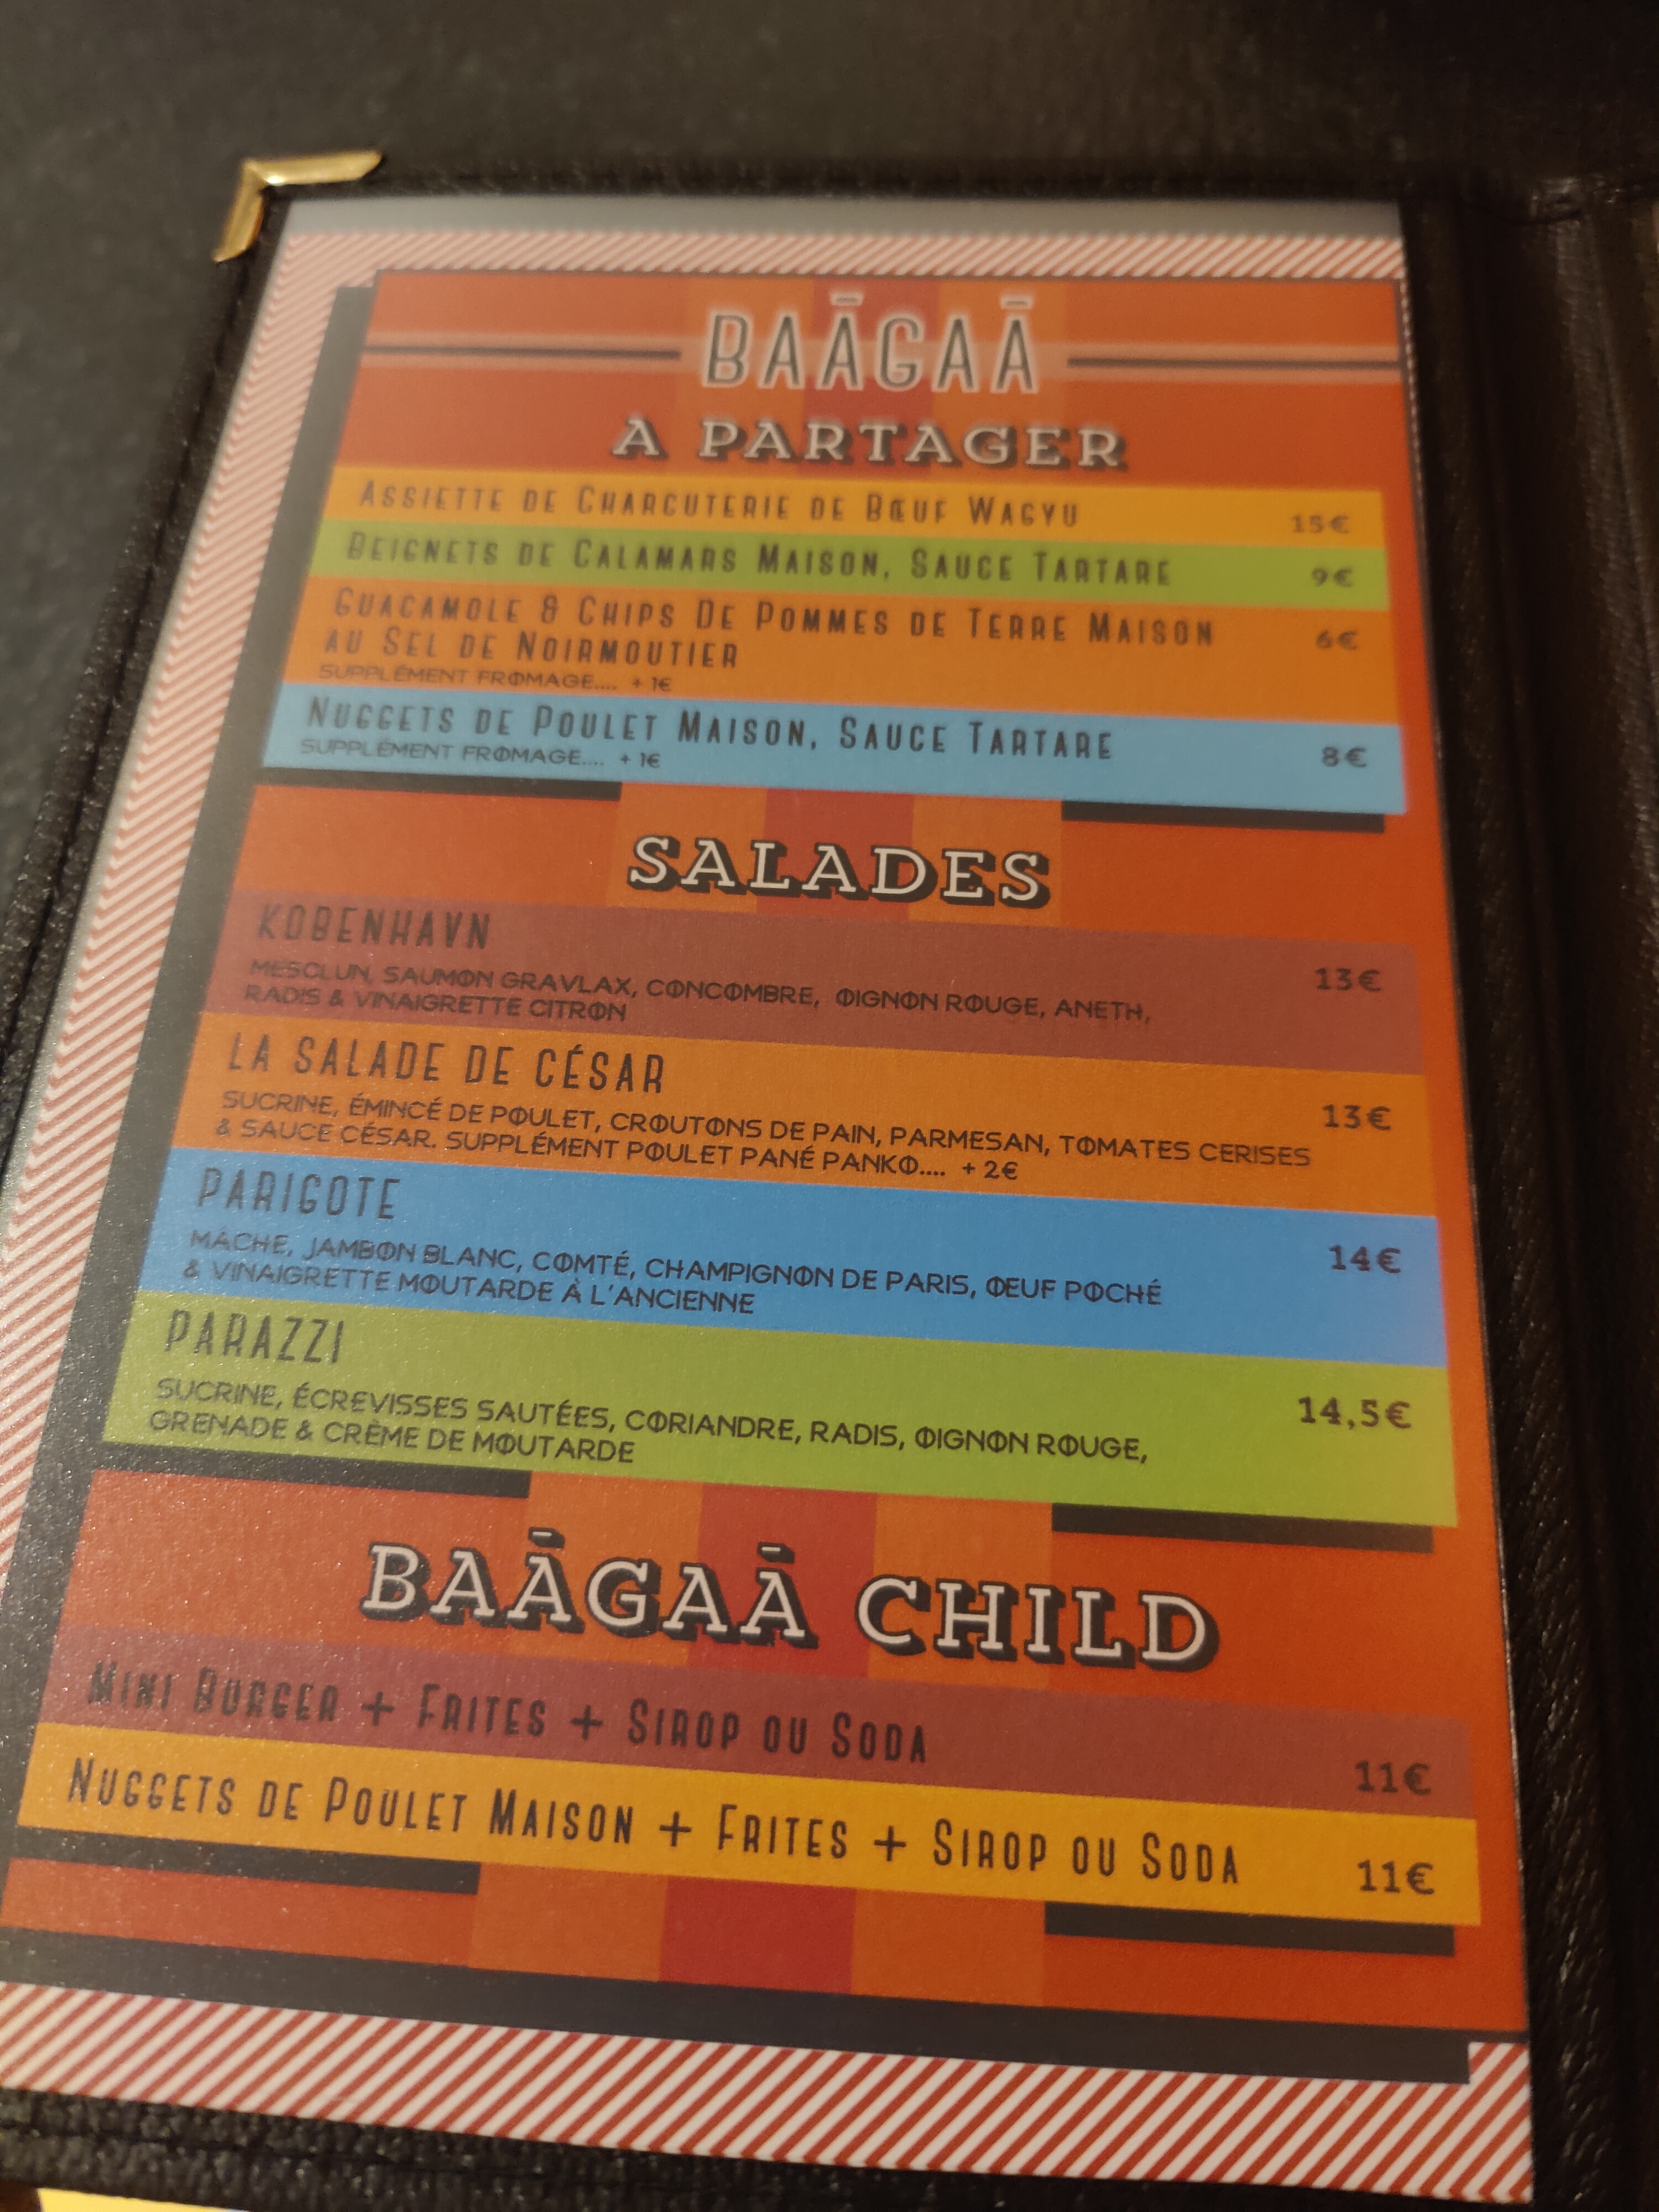 BAĀGAĀ
A PARTAGER
ASSIETTE DE CHARCUTERIE DE BŒUF WAGYU 15€
BEIGNETS DE CALAMARS MAISON, SAUCE TARTARE 9€
GUACAMOLE & CHIPS DE POMMES DE TERRE MAISON 6€
AU SEL DE NOIRMOUTIER
SUPPLÉMENT FROMAGE.... + 1€
NUGGETS DE POULET MAISON, SAUCE TARTARE 8€
SUPPLÉMENT FROMAGE.... + 1€
SALADES
KOBENHAVN 13€
MESCLUN, SAUMON GRAVLAX, CONCOMBRE, OIGNON ROUGE, ANETH,
RADIS & VINAIGRETTE CITRON
LA SALADE DE CÉSAR 13€
SUCRINE, ÉMINCÉ DE POULET, CROUTONS DE PAIN, PARMESAN, TOMATES CERISES
& SAUCE CÉSAR. SUPPLÉMENT POULET PANÉ PANKO.... + 2€
PARIGOTE 14€
MÂCHE, JAMBON BLANC, COMTÉ, CHAMPIGNON DE PARIS, ŒUF POCHÉ
& VINAIGRETTE MOUTARDE À L'ANCIENNE
PARAZZI 14,5€
SUCRINE, ÉCREVISSES SAUTÉES, CORIANDRE, RADIS, OIGNON ROUGE,
GRENADE & CRÈME DE MOUTARDE
BAĀGAĀ CHILD
MINI BURGER + FRITES + SIROP OU SODA 11€
NUGGETS DE POULET MAISON + FRITES + SIROP OU SODA 11€